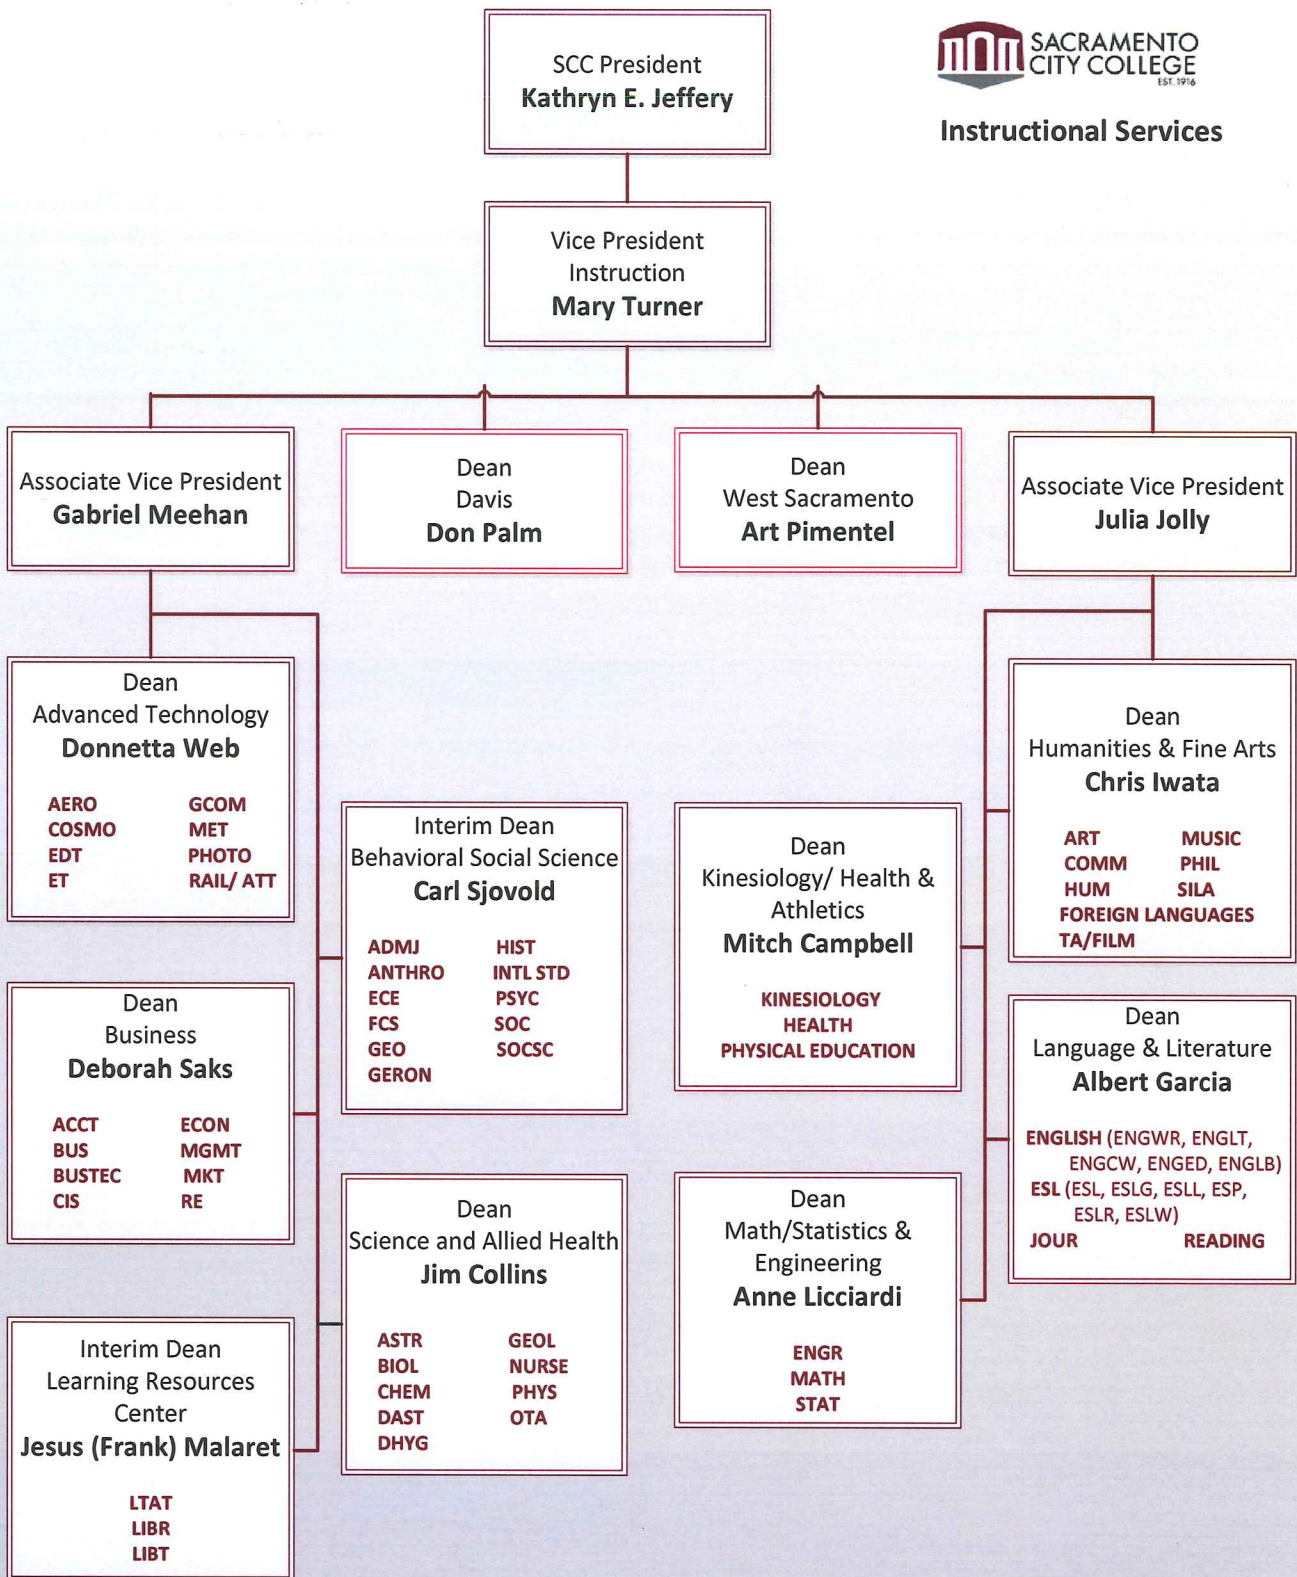 SCC President
Kathryn E. Jeffery
SACRAMENTO
CITY COLLEGE
EST. 1916
Instructional Services
Vice President
Instruction
Mary Turner
Associate Vice President
Gabriel Meehan
Dean
Davis
Don Palm
Dean
West Sacramento
Art Pimentel
Associate Vice President
Julia Jolly
Dean
Advanced Technology
Donnetta Web
AERO GCOM
COSMO MET
EDT PHOTO
ET RAIL/ ATT
Dean
Business
Deborah Saks
ACCT ECON
BUS MGMT
BUSTEC MKT
CIS RE
Interim Dean
Learning Resources
Center
Jesus (Frank) Malaret
LTAT
LIBR
LIBT
Interim Dean
Behavioral Social Science
Carl Sjovold
ADMJ HIST
ANTHRO INTL STD
ECE PSYC
FCS SOC
GEO SOCSC
GERON
Dean
Science and Allied Health
Jim Collins
ASTR GEOL
BIOL NURSE
CHEM PHYS
DAST OTA
DHYG
Dean
Kinesiology/ Health &
Athletics
Mitch Campbell
KINESIOLOGY
HEALTH
PHYSICAL EDUCATION
Dean
Math/Statistics &
Engineering
Anne Licciardi
ENGR
MATH
STAT
Dean
Humanities & Fine Arts
Chris Iwata
ART MUSIC
COMM PHIL
HUM SILA
FOREIGN LANGUAGES
TA/FILM
Dean
Language & Literature
Albert Garcia
ENGLISH (ENGWR, ENGLT,
ENGCW, ENGED, ENGLB)
ESL (ESL, ESLG, ESLL, ESP,
ESLR, ESLW)
JOUR READING